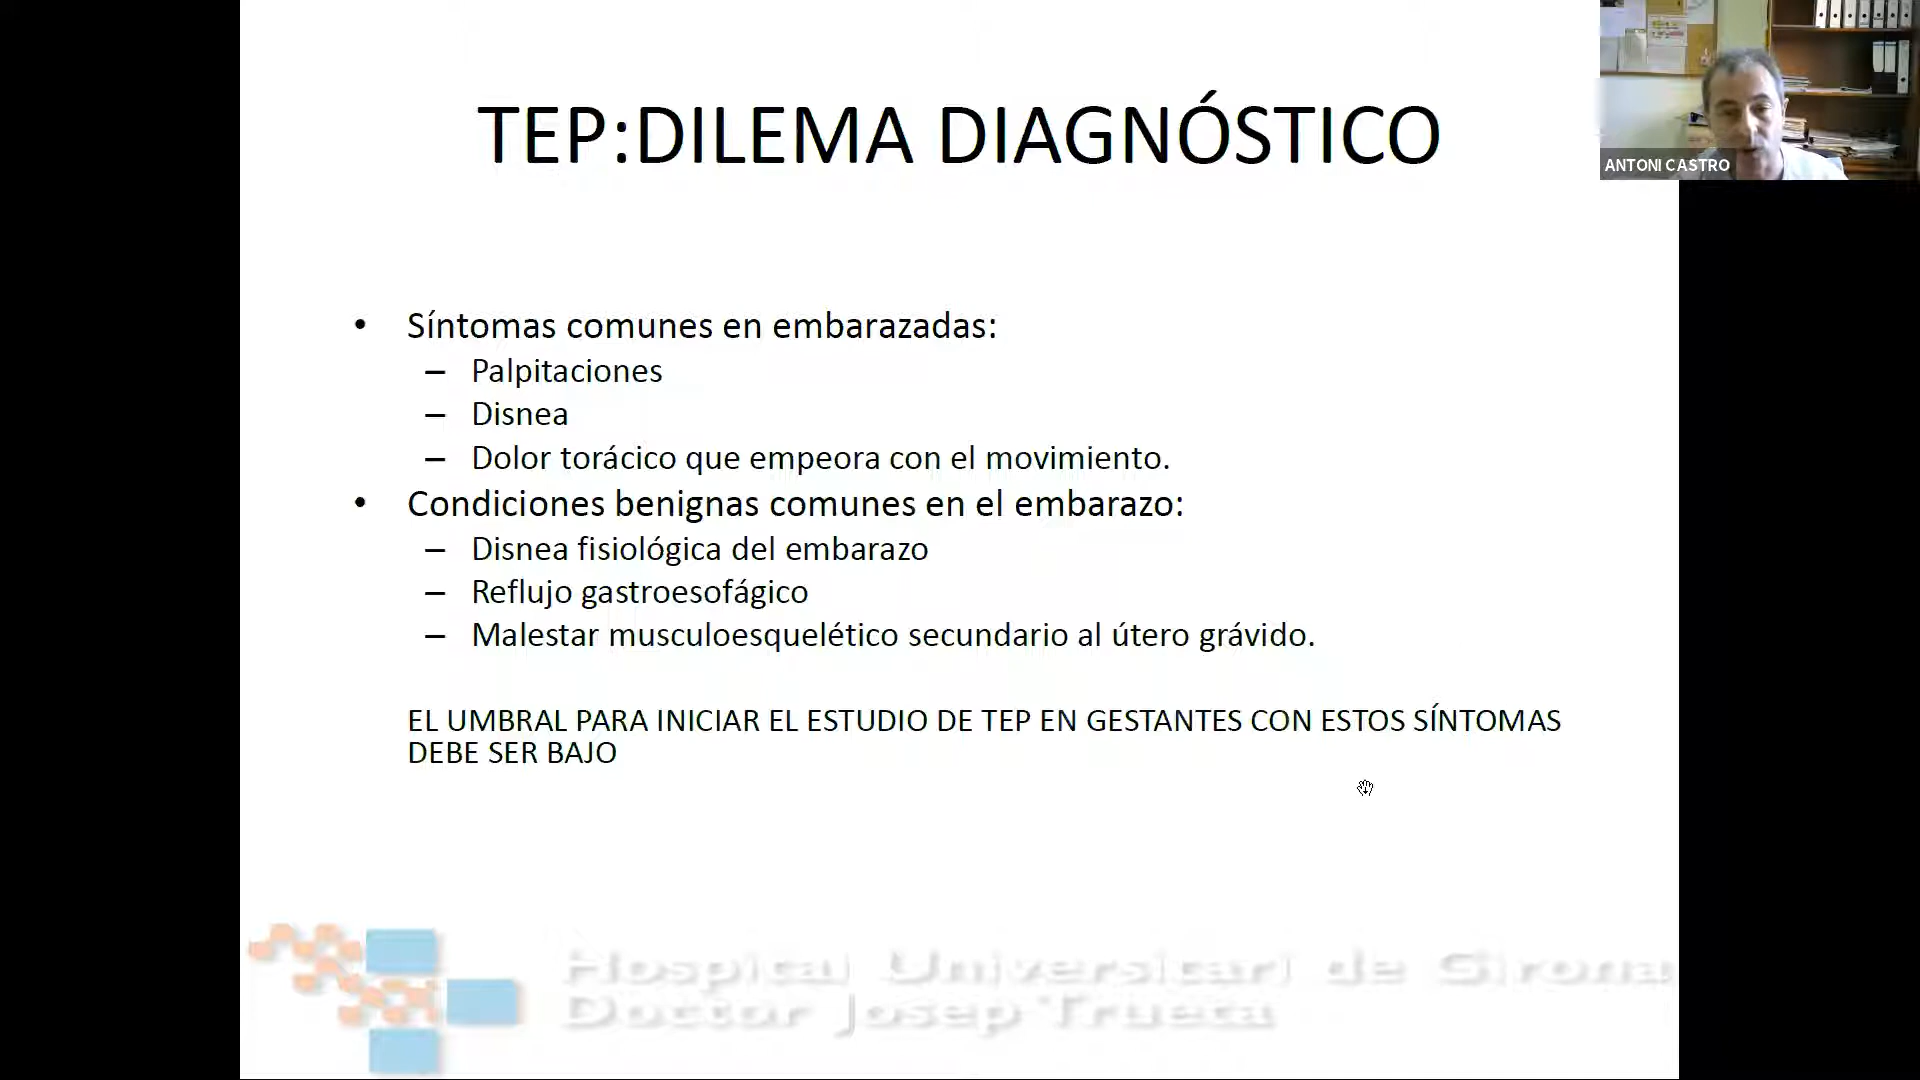 TEP:DILEMA DIAGNÓSTICO
ANTONI CASTRO
• Síntomas comunes en embarazadas:
– Palpitaciones
– Disnea
– Dolor torácico que empeora con el movimiento.
• Condiciones benignas comunes en el embarazo:
– Disnea fisiológica del embarazo
– Reflujo gastroesofágico
– Malestar musculoesquelético secundario al útero grávido.
EL UMBRAL PARA INICIAR EL ESTUDIO DE TEP EN GESTANTES CON ESTOS SÍNTOMAS
DEBE SER BAJO
Hospital Universitari de Girona
Doctor Josep Trueta